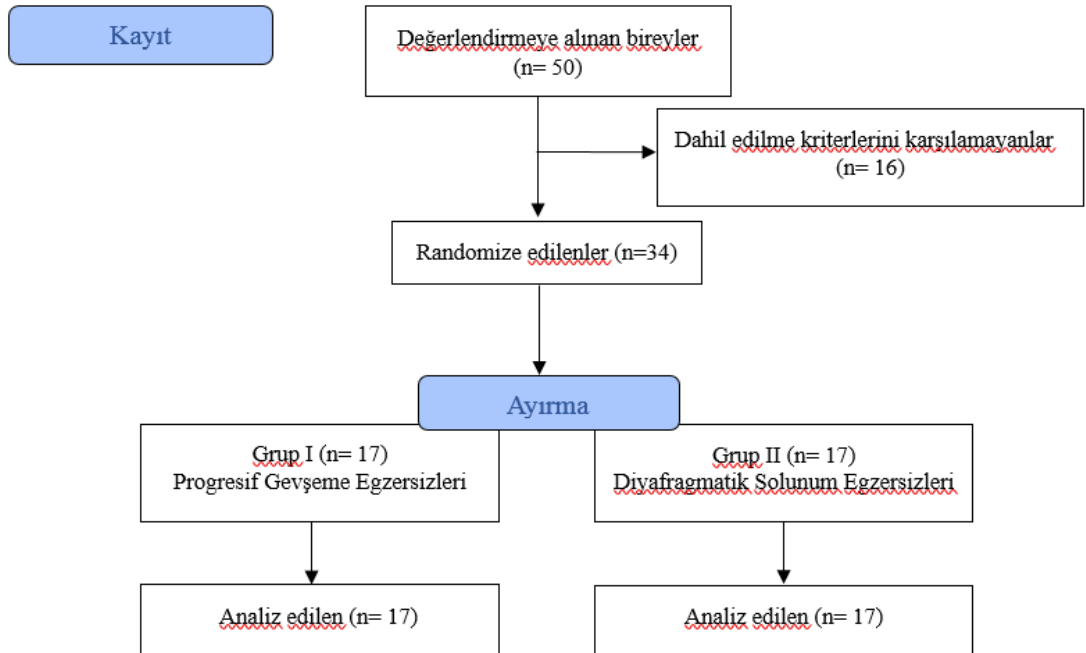 Kayıt
Değerlendirmeye alınan bireyler
(n= 50)
Dahil edilme kriterlerini karşılamayanlar
(n= 16)
Randomize edilenler (n=34)
Ayırma
Grup I (n= 17)
Progresif Gevşeme Egzersizleri
Grup II (n= 17)
Diyafragmatik Solunum Egzersizleri
Analiz edilen (n= 17)
Analiz edilen (n= 17)